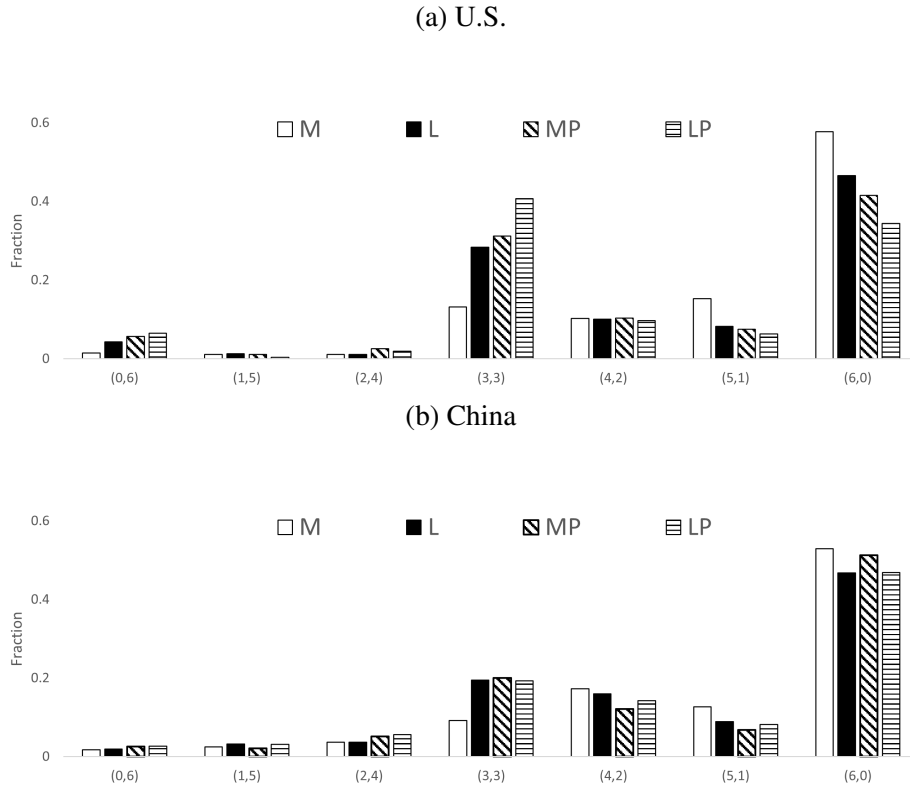 (a) U.S.
0.6
M L MP LP
0.4
Fraction
0.2
0
(0,6) (1,5) (2,4) (3,3) (4,2) (5,1) (6,0)
(b) China
0.6
M L MP LP
0.4
Fraction
0.2
0
(0,6) (1,5) (2,4) (3,3) (4,2) (5,1) (6,0)